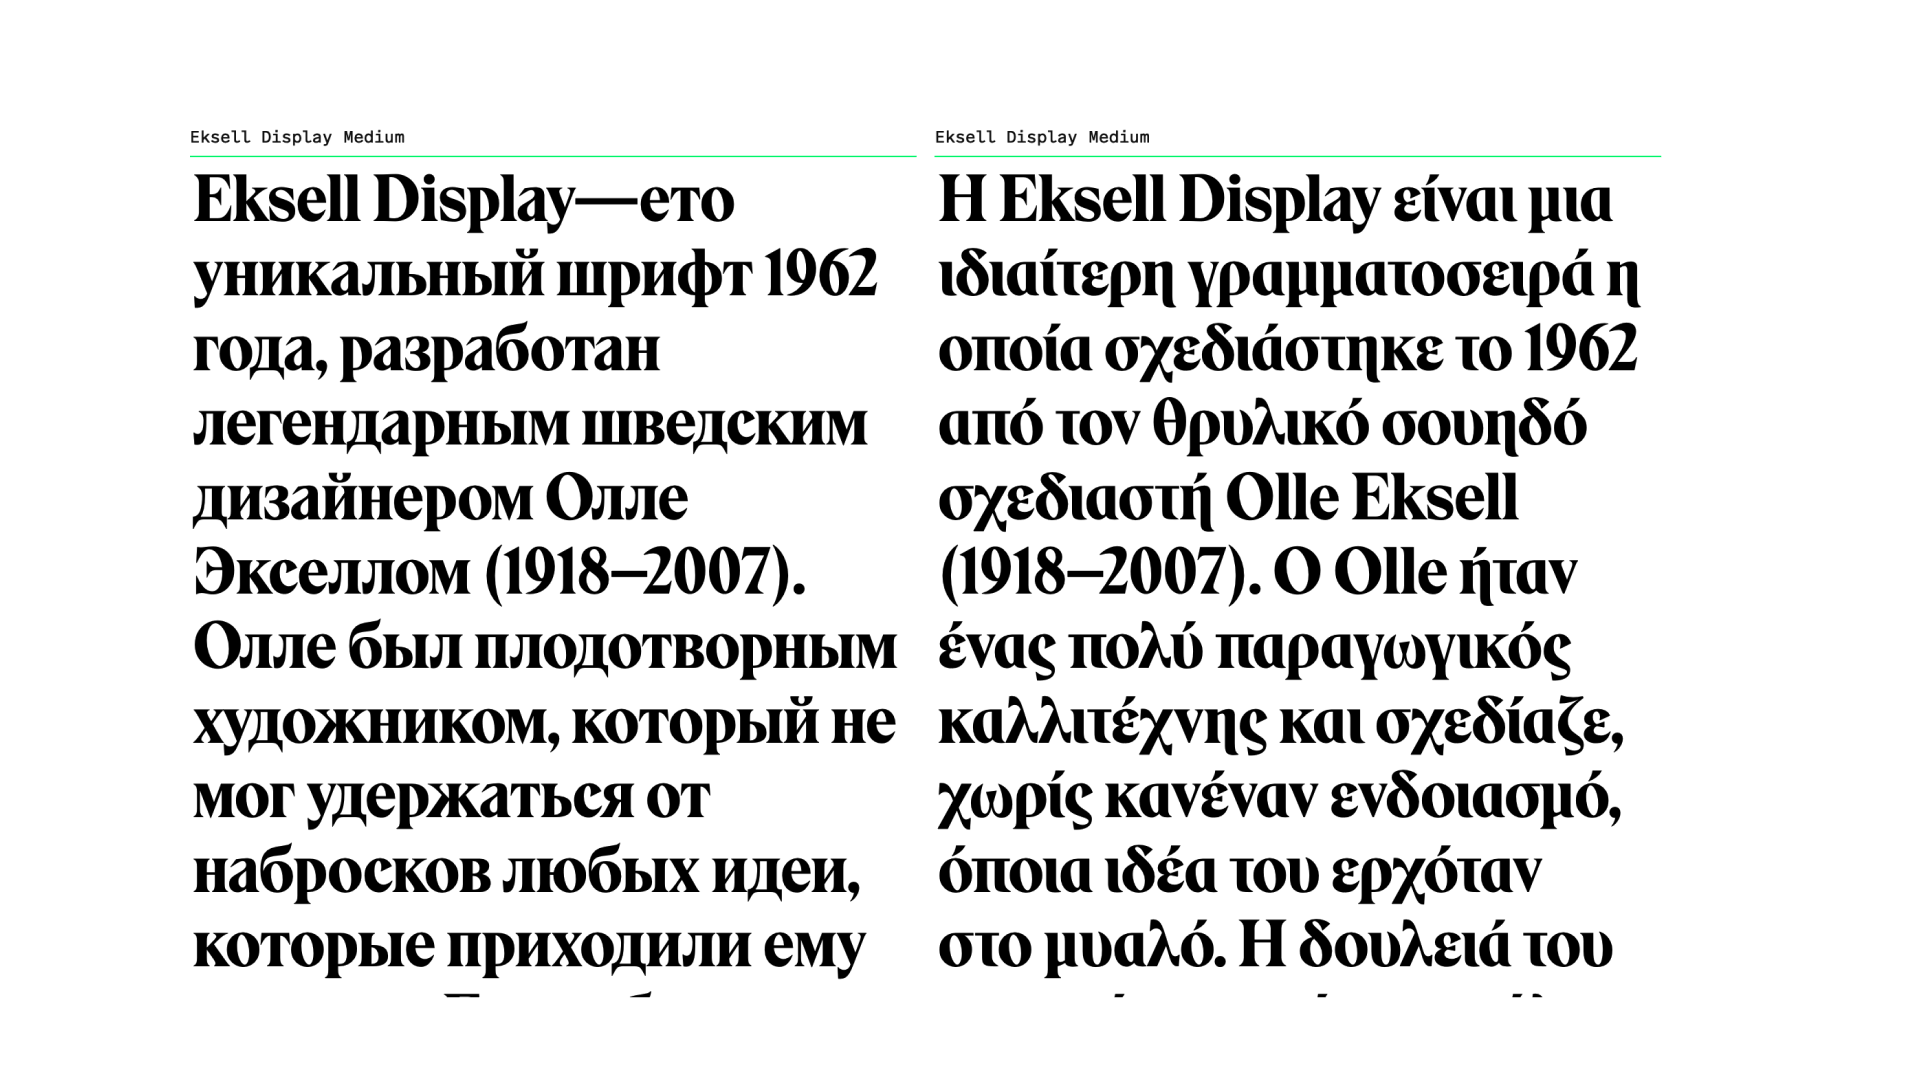 Eksell Display Medium
Eksell Display—ето
уникальный шрифт 1962
года, разработан
легендарным шведским
дизайнером Олле
Экселлом (1918–2007).
Олле был плодотворным
художником, который не
мог удержаться от
набросков любых идеи,
которые приходили ему
Eksell Display Medium
Η Eksell Display είναι μια
ιδιαίτερη γραμματοσειρά η
οποία σχεδιάστηκε το 1962
από τον θρυλικό σουηδό
σχεδιαστή Olle Eksell
(1918–2007). Ο Olle ήταν
ένας πολύ παραγωγικός
καλλιτέχνης και σχεδίαζε,
χωρίς κανέναν ενδοιασμό,
όποια ιδέα του ερχόταν
στο μυαλό. Η δουλειά του